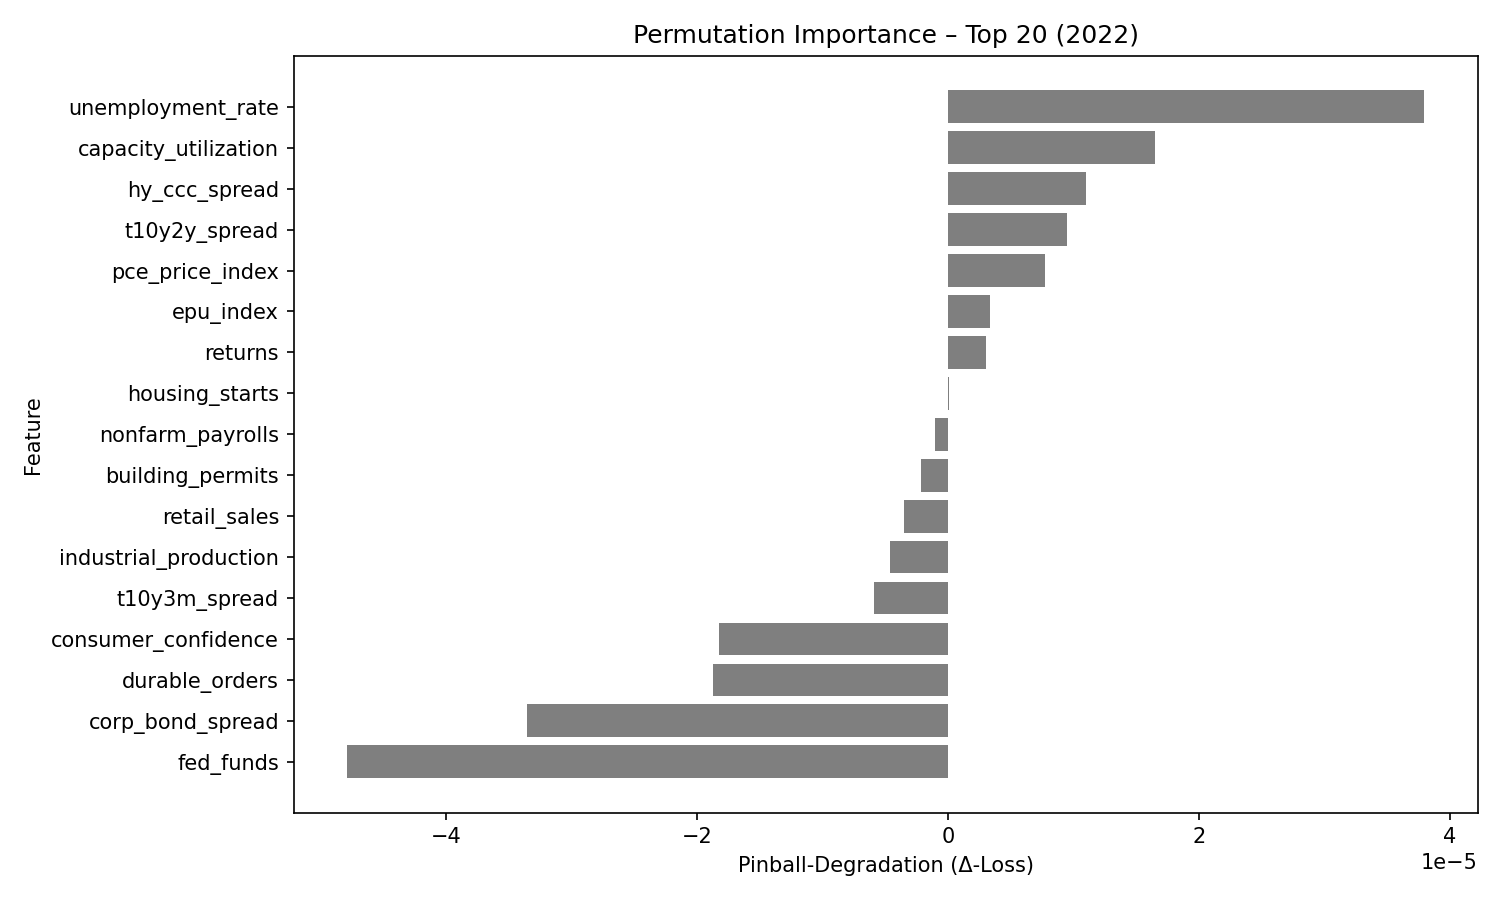 Permutation Importance – Top 20 (2022)
unemployment_rate
capacity_utilization
hy_ccc_spread
t10y2y_spread
pce_price_index
epu_index
returns
housing_starts
nonfarm_payrolls
building_permits
retail_sales
industrial_production
t10y3m_spread
consumer_confidence
durable_orders
corp_bond_spread
fed_funds
Feature
−4 −2 0 2 4
1e−5
Pinball-Degradation (Δ-Loss)